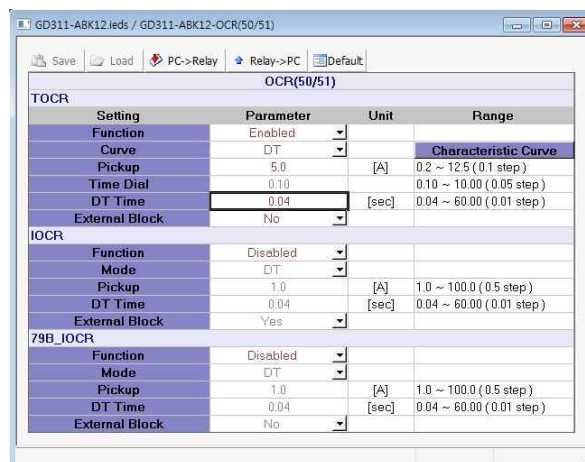 GD311-ABK12.ieds / GD311-ABK12-OCR(50/51)
Save Load PC->Relay Relay->PC Default
OCR(50/51)
TOCR
Setting Parameter Unit Range
Function Enabled
Curve DT Characteristic Curve
Pickup 5.0 [A] 0.2 ~ 12.5 ( 0.1 step )
Time Dial 0.10 0.10 ~ 10.00 ( 0.05 step )
DT Time 0.04 [sec] 0.04 ~ 60.00 ( 0.01 step )
External Block No
IOCR
Function Disabled
Mode DT
Pickup 1.0 [A] 1.0 ~ 100.0 ( 0.5 step )
DT Time 0.04 [sec] 0.04 ~ 60.00 ( 0.01 step )
External Block Yes
79B_IOCR
Function Disabled
Mode DT
Pickup 1.0 [A] 1.0 ~ 100.0 ( 0.5 step )
DT Time 0.04 [sec] 0.04 ~ 60.00 ( 0.01 step )
External Block No